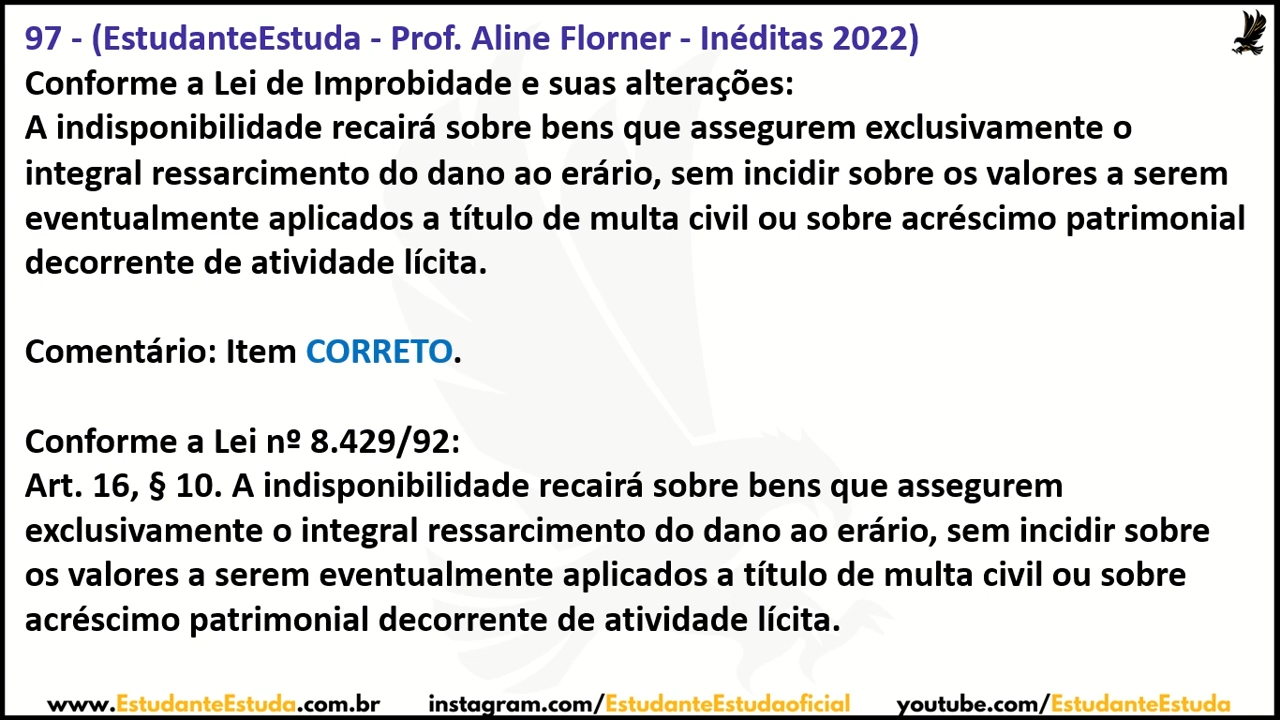 97 - (EstudanteEstuda - Prof. Aline Florner - Inéditas 2022)
Conforme a Lei de Improbidade e suas alterações:
A indisponibilidade recairá sobre bens que assegurem exclusivamente o
integral ressarcimento do dano ao erário, sem incidir sobre os valores a serem
eventualmente aplicados a título de multa civil ou sobre acréscimo patrimonial
decorrente de atividade lícita.
Comentário: Item CORRETO.
Conforme a Lei nº 8.429/92:
Art. 16, § 10. A indisponibilidade recairá sobre bens que assegurem
exclusivamente o integral ressarcimento do dano ao erário, sem incidir sobre
os valores a serem eventualmente aplicados a título de multa civil ou sobre
acréscimo patrimonial decorrente de atividade lícita.
www.EstudanteEstuda.com.br instagram.com/EstudanteEstudaoficial youtube.com/EstudanteEstuda